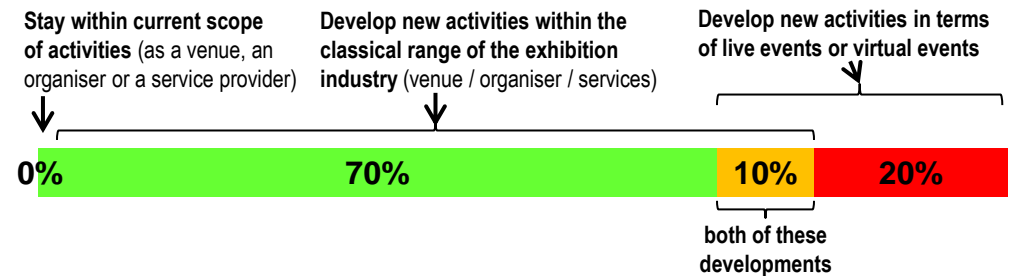 Stay within current scope
of activities (as a venue, an
organiser or a service provider)
Develop new activities within the
classical range of the exhibition
industry (venue / organiser / services)
Develop new activities in terms
of live events or virtual events
0%
70%
10%
20%
both of these
developments